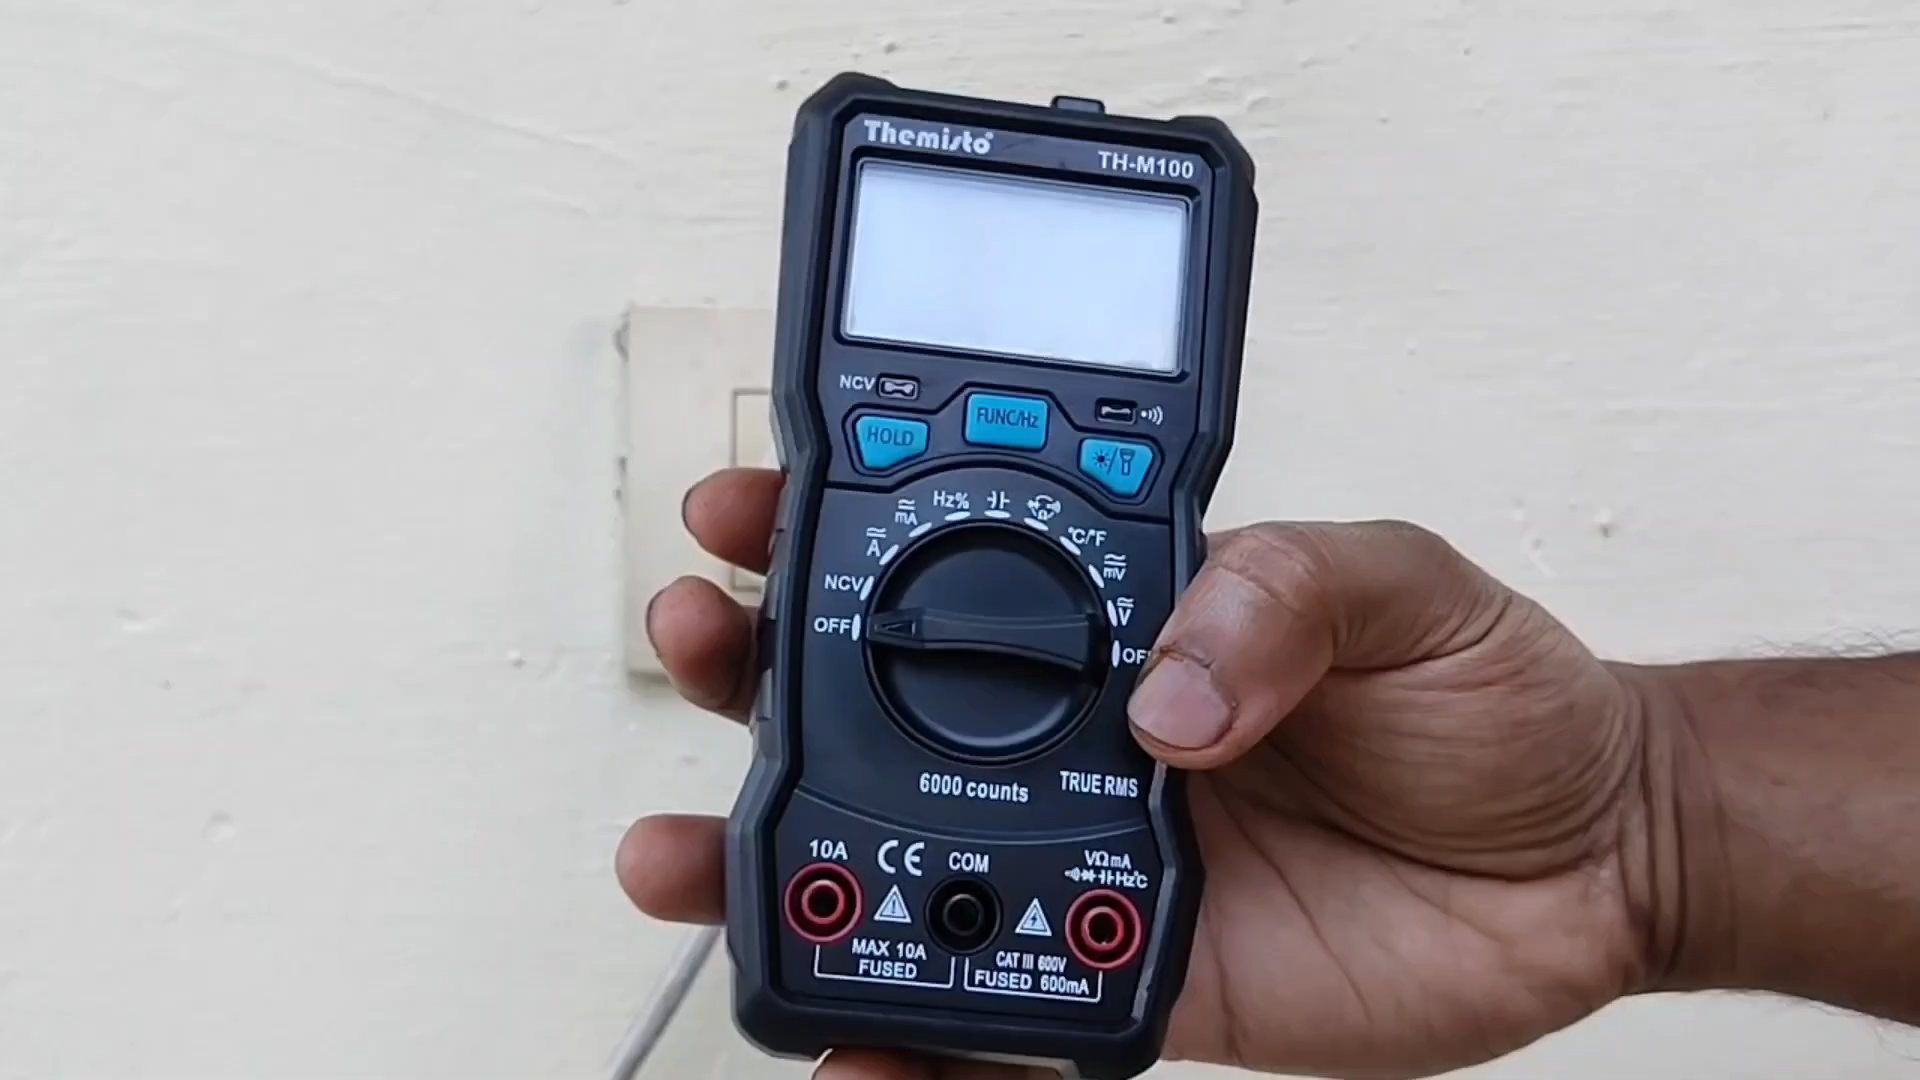 Themisto
TH-M100
NCV
HOLD
FUNC/Hz
Hz%
mA
A
NCV
OFF
°C/°F
mV
V
OF
6000 counts
TRUE RMS
10A
CE
COM
VΩmA
Hz°C
MAX 10A
FUSED
CAT III 600V
FUSED 600mA